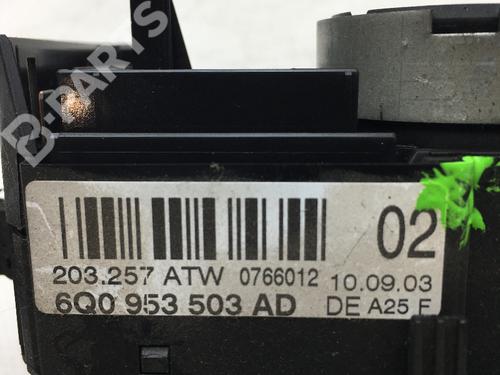 B-PARTS
02
203.257 ATW 0766012 10.09.03
6Q0 953 503 AD DE A25 F